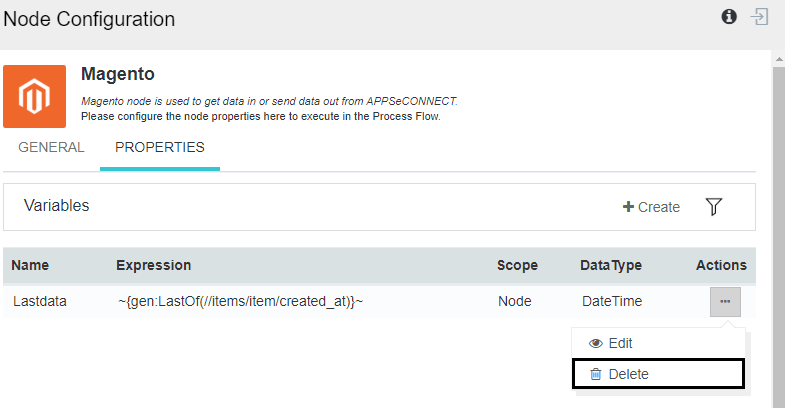 Node Configuration
Magento
Magento node is used to get data in or send data out from APPSeCONNECT.
Please configure the node properties here to execute in the Process Flow.
GENERAL PROPERTIES
Variables Create
Name Expression Scope DataType Actions
Lastdata ~{gen:LastOf(//items/item/created_at)}~ Node DateTime
Edit
Delete